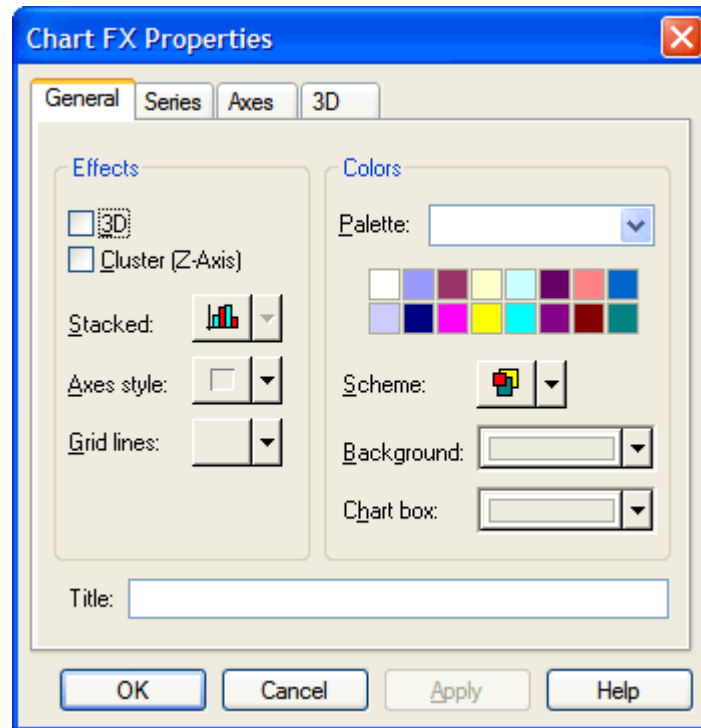 Chart FX Properties
General Series Axes 3D
Effects
3D
Cluster (Z-Axis)
Stacked:
Axes style:
Grid lines:
Colors
Palette:
Scheme:
Background:
Chart box:
Title:
OK Cancel Apply Help